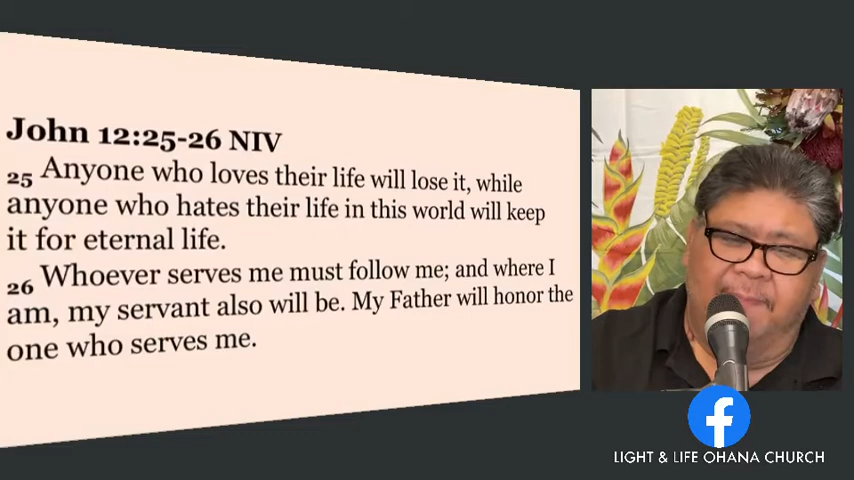 John 12:25-26 NIV
25 Anyone who loves their life will lose it, while
anyone who hates their life in this world will keep
it for eternal life.
26 Whoever serves me must follow me; and where I
am, my servant also will be. My Father will honor the
one who serves me.
f
LIGHT & LIFE OHANA CHURCH